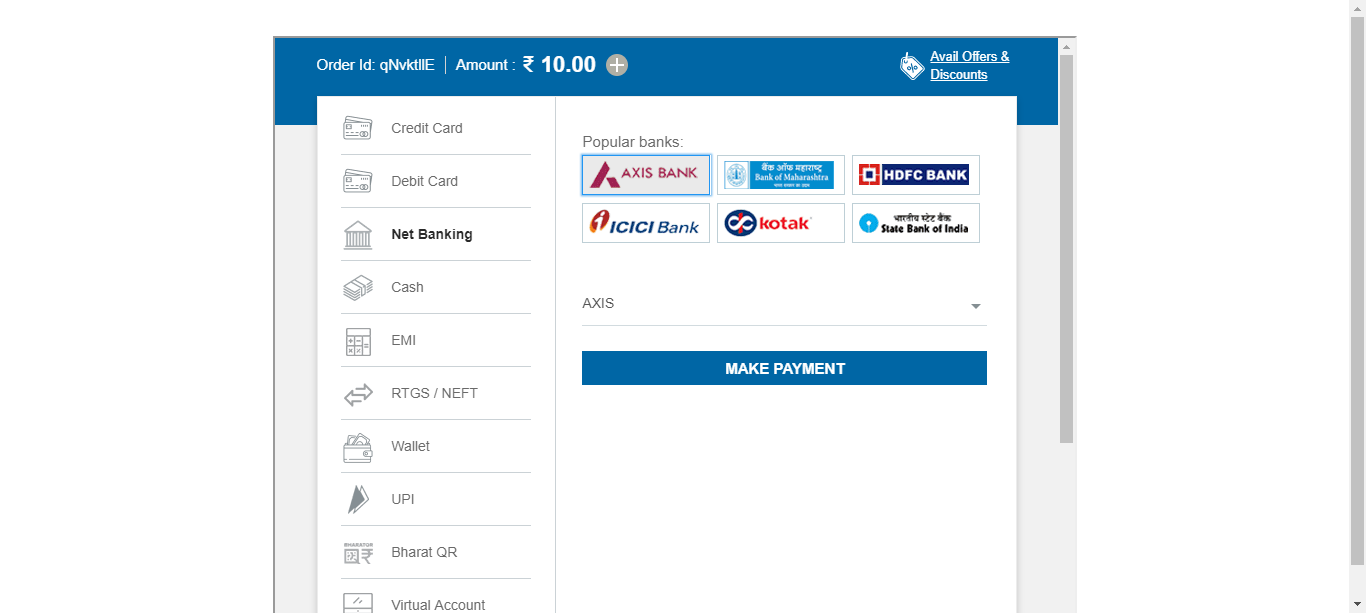 Order Id: qNvktIlE
Amount : ₹ 10.00
Avail Offers &
Discounts
Credit Card
Debit Card
Net Banking
Cash
EMI
RTGS / NEFT
Wallet
UPI
BHARATQR
Bharat QR
Virtual Account
Popular banks:
AXIS BANK
बैंक ऑफ महाराष्ट्र
Bank of Maharashtra
HDFC BANK
ICICI Bank
kotak
भारतीय स्टेट बैंक
State Bank of India
AXIS
MAKE PAYMENT